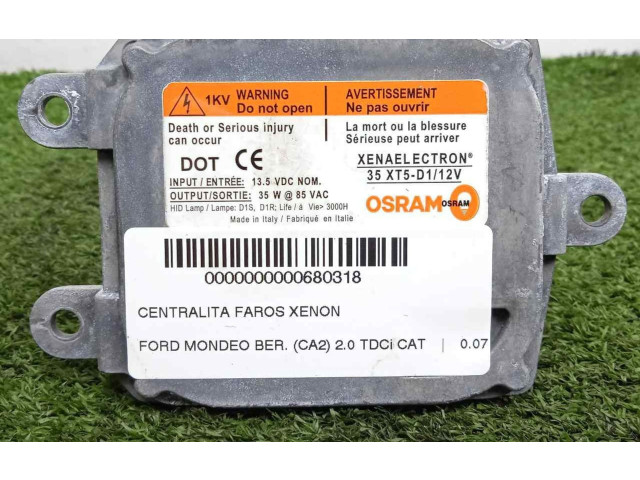 1KV WARNING
Do not open
AVERTISSEMENT
Ne pas ouvrir
Death or Serious injury
can occur
La mort ou la blessure
Sérieuse peut arriver
DOT CE
XENAELECTRON®
35 XT5-D1/12V
INPUT / ENTRÉE: 13.5 VDC NOM.
OUTPUT/SORTIE: 35 W @ 85 VAC
HID Lamp / Lampe: D1S, D1R; Life / à Vie> 3000H
Made in Italy / Fabriqué en Italie
OSRAM OSRAM
0000000000680318
CENTRALITA FAROS XENON
FORD MONDEO BER. (CA2) 2.0 TDCi CAT | 0.07